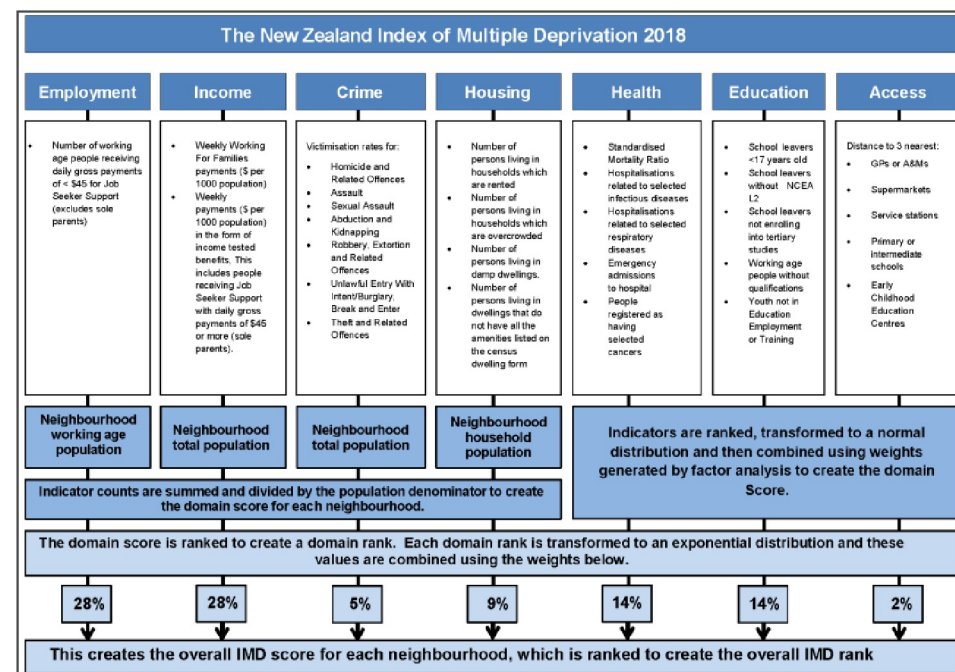 The New Zealand Index of Multiple Deprivation 2018
Employment
Income
Crime
Housing
Health
Education
Access
• Number of working
age people receiving
daily gross payments
of < $45 for Job
Seeker Support
(excludes sole
parents)
• Weekly Working
For Families
payments ($ per
1000 population)
• Weekly
payments ($ per
1000 population)
in the form of
income tested
benefits. This
includes people
receiving Job
Seeker Support
with daily gross
payments of $45
or more (sole
parents).
Victimisation rates for:
• Homicide and
Related Offences
• Assault
• Sexual Assault
• Abduction and
Kidnapping
• Robbery, Extortion
and Related
Offences
• Unlawful Entry With
Intent/Burglary,
Break and Enter
• Theft and Related
Offences
• Number of
persons living in
households which
are rented
• Number of
persons living in
households which
are overcrowded
• Number of
persons living in
damp dwellings.
• Number of
persons living in
dwellings that do
not have all the
amenities listed on
the census
dwelling form
• Standardised
Mortality Ratio
• Hospitalisations
related to selected
infectious diseases
• Hospitalisations
related to selected
respiratory
diseases
• Emergency
admissions
to hospital
• People
registered as
having
selected
cancers
• School leavers
<17 years old
• School leavers
without NCEA
L2
• School leavers
not enrolling
into tertiary
studies
• Working age
people without
qualifications
• Youth not in
Education
Employment
or Training
Distance to 3 nearest:
• GPs or A&Ms
• Supermarkets
• Service stations
• Primary or
intermediate
schools
• Early
Childhood
Education
Centres
Neighbourhood
working age
population
Neighbourhood
total population
Neighbourhood
total population
Neighbourhood
household
population
Indicators are ranked, transformed to a normal
distribution and then combined using weights
generated by factor analysis to create the domain
Score.
Indicator counts are summed and divided by the population denominator to create
the domain score for each neighbourhood.
The domain score is ranked to create a domain rank. Each domain rank is transformed to an exponential distribution and these
values are combined using the weights below.
28%
28%
5%
9%
14%
14%
2%
This creates the overall IMD score for each neighbourhood, which is ranked to create the overall IMD rank